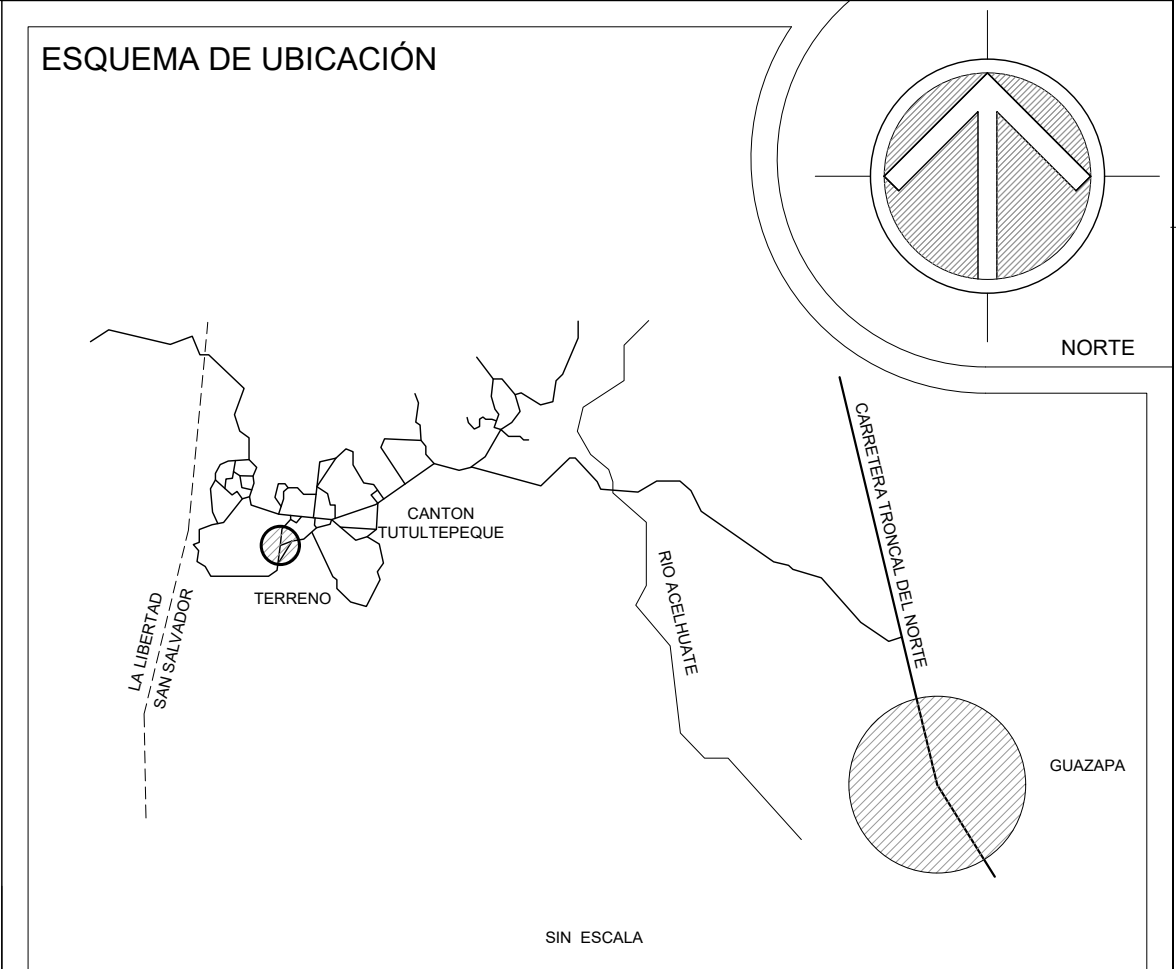 ESQUEMA DE UBICACIÓN
NORTE
CARRETERA TRONCAL DEL NORTE
CANTON
TUTULTEPEQUE
RIO ACELHUATE
TERRENO
LA LIBERTAD
SAN SALVADOR
GUAZAPA
SIN ESCALA